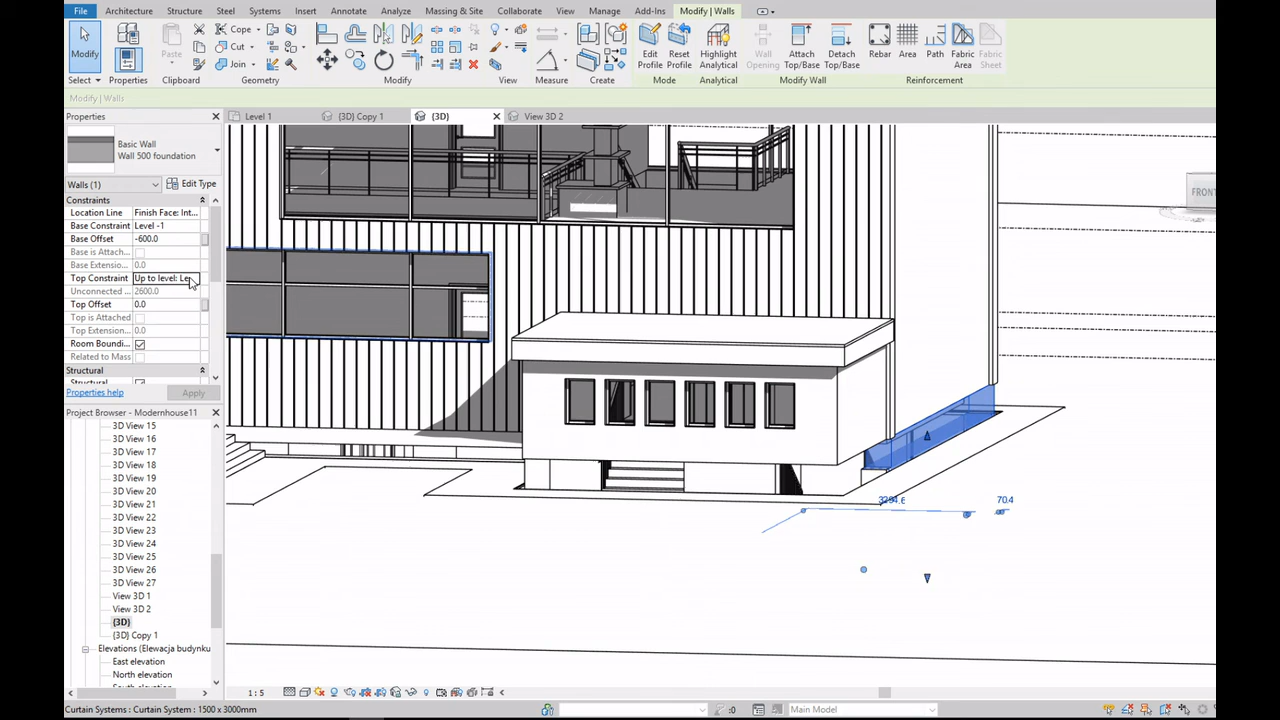 File Architecture Structure Steel Systems Insert Annotate Analyze Massing & Site Collaborate View Manage Add-Ins Modify | Walls
Modify Properties Paste Cope Cut Join Edit Profile Reset Profile Highlight Analytical Wall Opening Attach Top/Base Detach Top/Base Rebar Area Path Fabric Area Fabric Sheet
Select Properties Clipboard Geometry Modify View Measure Create Mode Analytical Modify Wall Reinforcement
Modify | Walls
Properties
Level 1 {3D} Copy 1 {3D} View 3D 2
Basic Wall
Wall 500 foundation
Walls (1) Edit Type
Constraints
Location Line Finish Face: Int...
Base Constraint Level -1
Base Offset -600.0
Base is Attach...
Base Extensio... 0.0
Top Constraint Up to level: Le
Unconnected ... 2600.0
Top Offset 0.0
Top is Attached
Top Extension... 0.0
Room Boundi...
Related to Mass
Structural
Structural
Properties help Apply
Project Browser - Modernhouse11
3D View 15
3D View 16
3D View 17
3D View 18
3D View 19
3D View 20
3D View 21
3D View 22
3D View 23
3D View 24
3D View 25
3D View 26
3D View 27
View 3D 1
View 3D 2
{3D}
{3D} Copy 1
Elevations (Elewacja budynku
East elevation
North elevation
FRONT
70.4
1 : 5
Curtain Systems : Curtain System : 1500 x 3000mm :0 Main Model